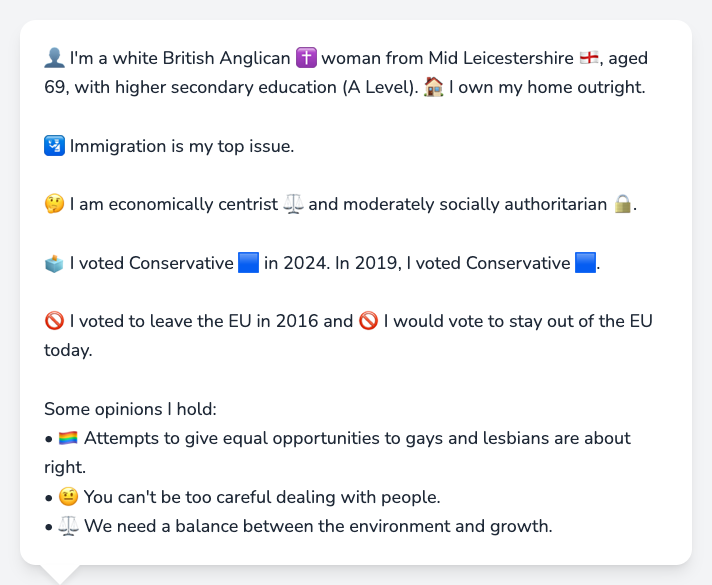 👤 I'm a white British Anglican ✝️ woman from Mid Leicestershire 🏴󠁧󠁢󠁥󠁮󠁧󠁿, aged
69, with higher secondary education (A Level). 🏠 I own my home outright.
🛂 Immigration is my top issue.
🤔 I am economically centrist ⚖️ and moderately socially authoritarian 🔒.
🗳️ I voted Conservative 🟦 in 2024. In 2019, I voted Conservative 🟦.
🚫 I voted to leave the EU in 2016 and 🚫 I would vote to stay out of the EU
today.
Some opinions I hold:
• 🏳️‍🌈 Attempts to give equal opportunities to gays and lesbians are about
right.
• 🤨 You can't be too careful dealing with people.
• ⚖️ We need a balance between the environment and growth.